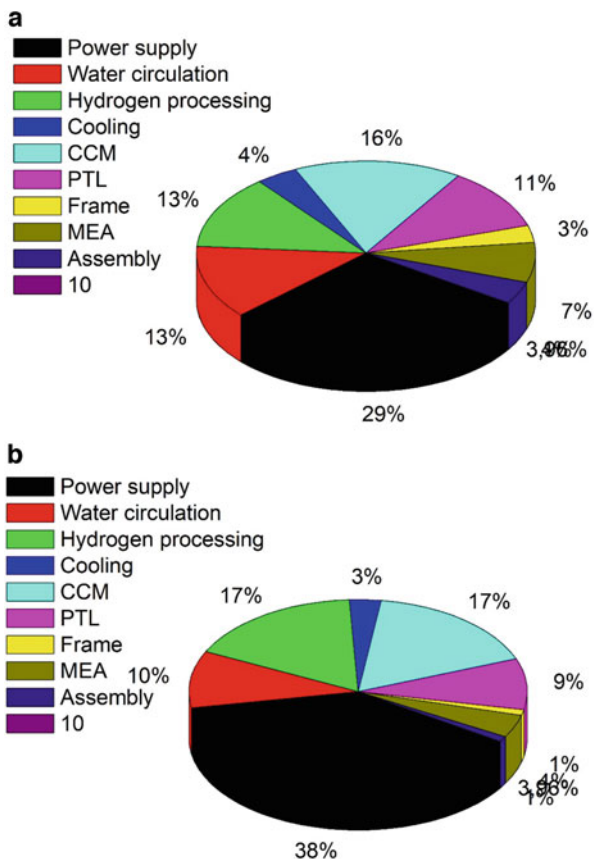 a
Power supply
Water circulation
Hydrogen processing
Cooling
CCM
PTL
Frame
MEA
Assembly
10
16%
4%
11%
13%
3%
7%
13%
29%
b
Power supply
Water circulation
Hydrogen processing
Cooling
CCM
PTL
Frame
MEA
Assembly
10
3%
17%
17%
10%
9%
1%
4%
1%
38%